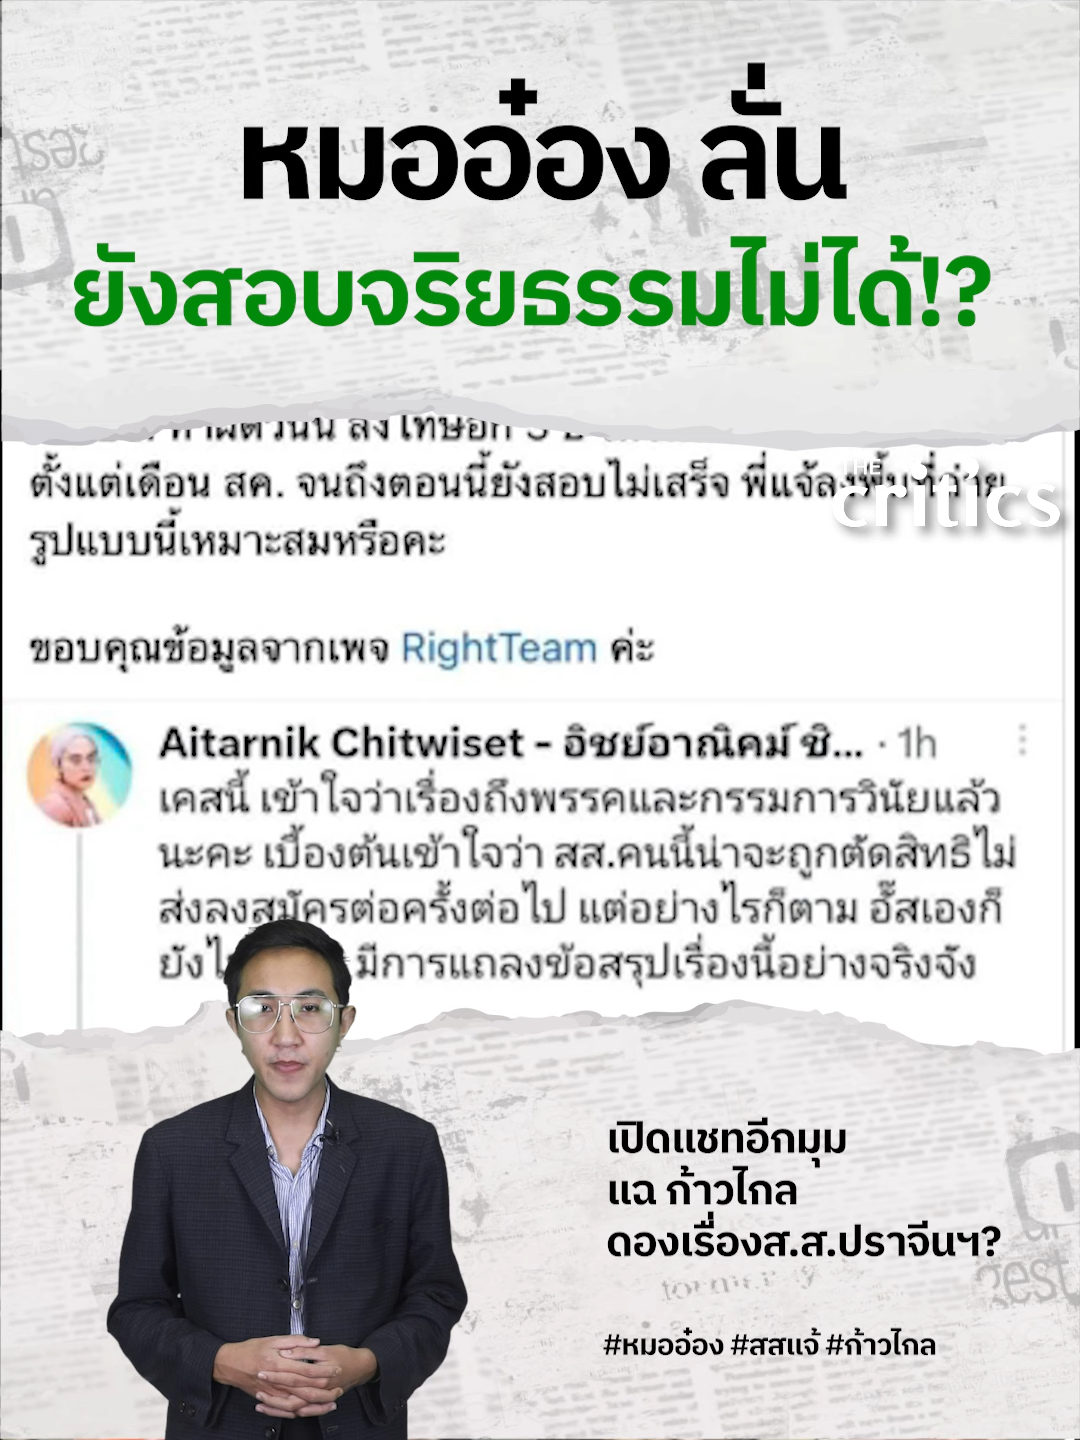 หมออ๋อง ลั่น
ยังสอบจริยธรรมไม่ได้!?
ตั้งแต่เดือน สค. จนถึงตอนนี้ยังสอบไม่เสร็จ พี่แจ้ลงพื้นที่ถ่าย
THE
critics
รูปแบบนี้เหมาะสมหรือคะ
ขอบคุณข้อมูลจากเพจ RightTeam ค่ะ
Aitarnik Chitwiset - อิชย์อาณิคม์ ชิ... · 1h
เคสนี้ เข้าใจว่าเรื่องถึงพรรคและกรรมการวินัยแล้ว
นะคะ เบื้องต้นเข้าใจว่า สส.คนนี้น่าจะถูกตัดสิทธิไม่
ส่งลงสมัครต่อครั้งต่อไป แต่อย่างไรก็ตาม อั๊สเองก็
ยัง มีการแถลงข้อสรุปเรื่องนี้อย่างจริงจัง
เปิดแชทอีกมุม
แฉ ก้าวไกล
ดองเรื่องส.ส.ปราจีนฯ?
#หมออ๋อง #สสแจ้ #ก้าวไกล